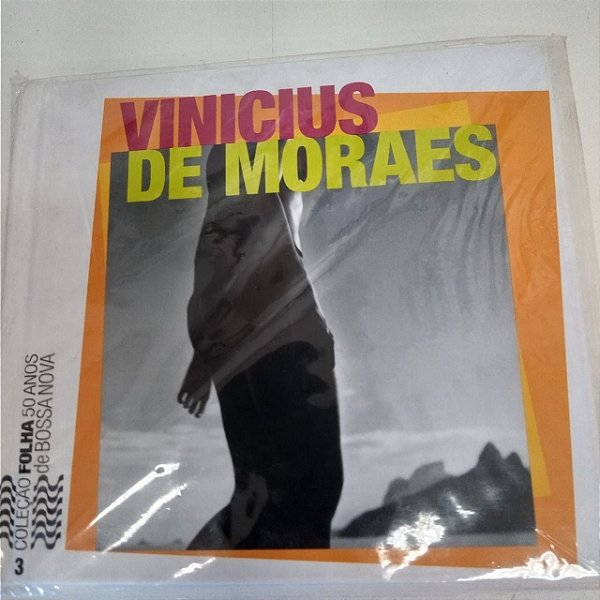 VINICIUS
DE MORAES
COLEÇÃO FOLHA 50 ANOS
de BOSSA NOVA
3